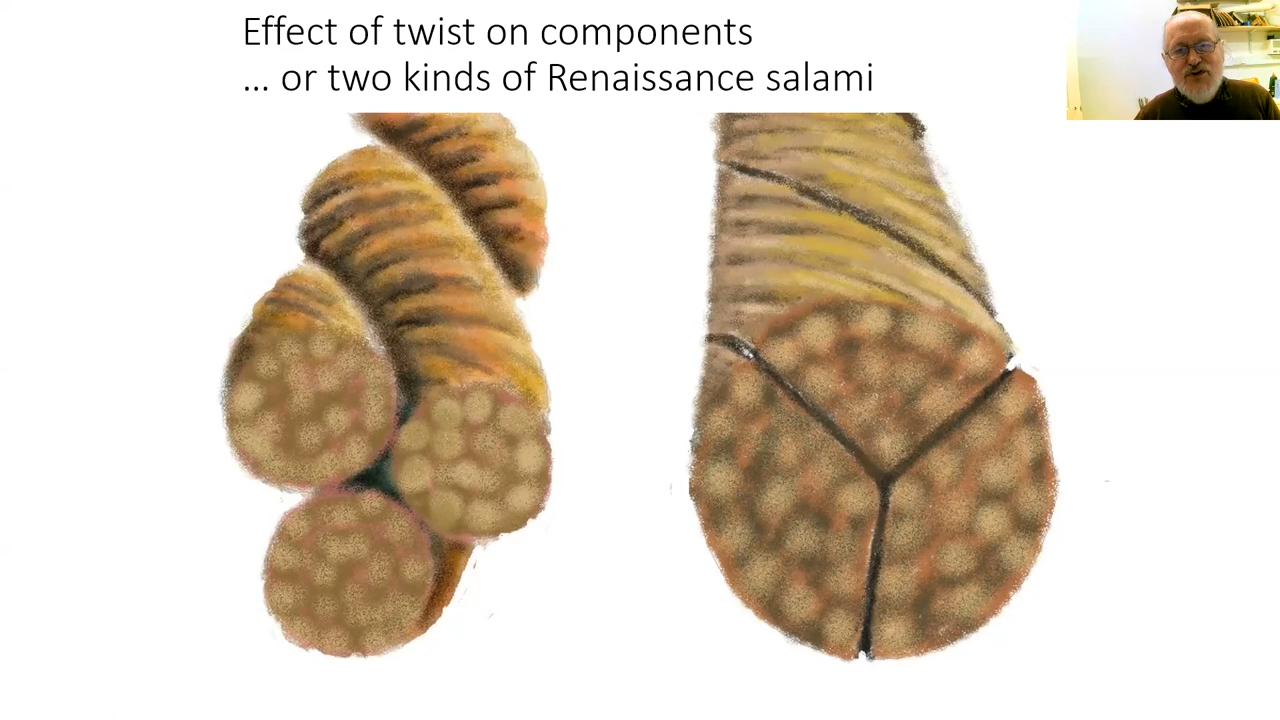 Effect of twist on components
... or two kinds of Renaissance salami